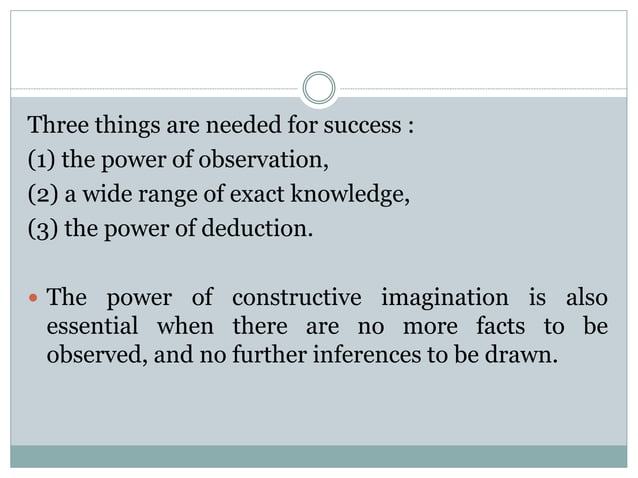 Three things are needed for success :
(1) the power of observation,
(2) a wide range of exact knowledge,
(3) the power of deduction.
The power of constructive imagination is also
essential when there are no more facts to be
observed, and no further inferences to be drawn.